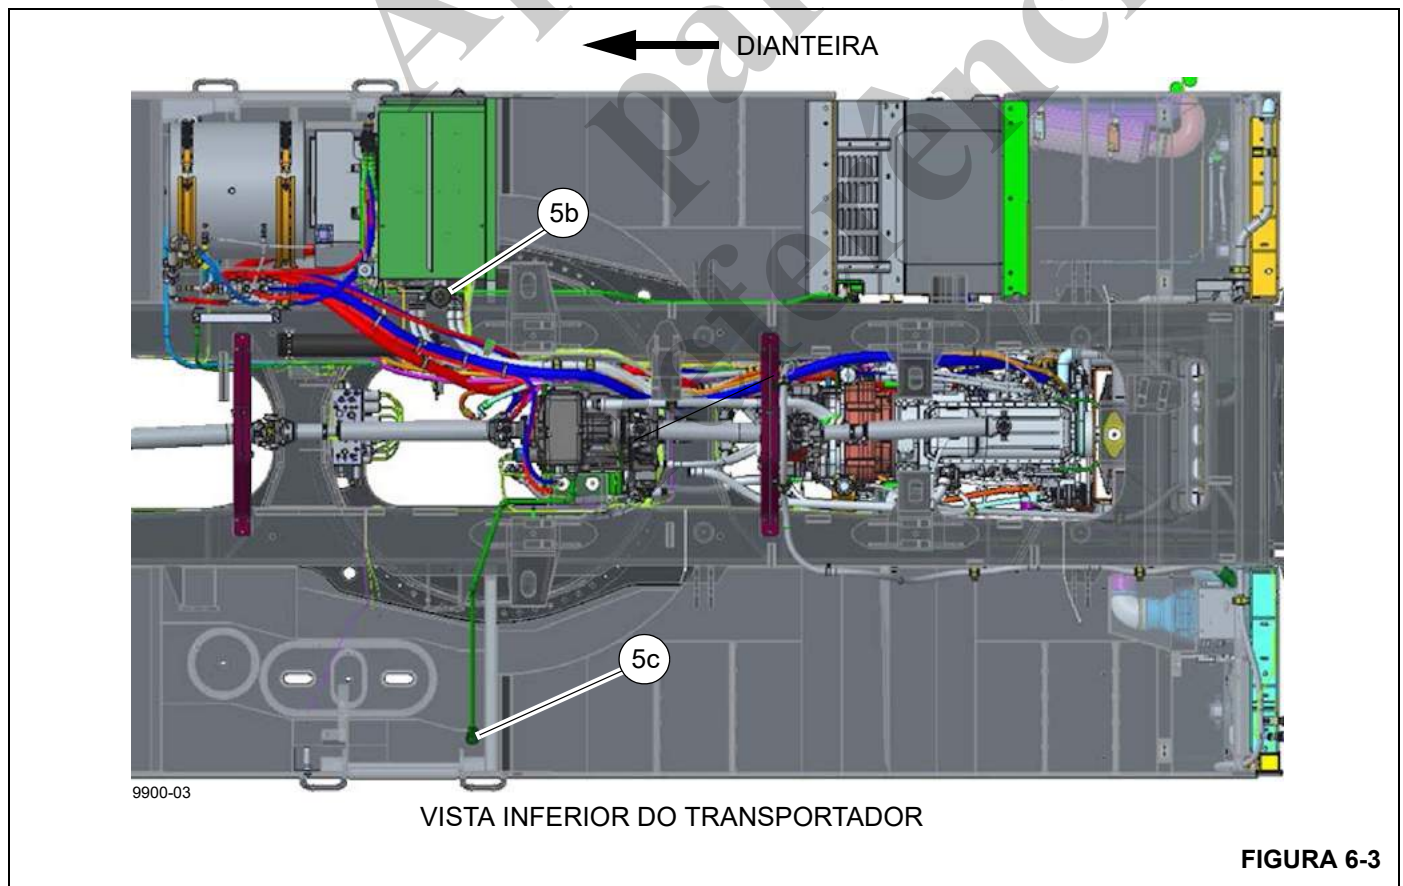 DIANTEIRA
5b
5c
9900-03
VISTA INFERIOR DO TRANSPORTADOR
FIGURA 6-3